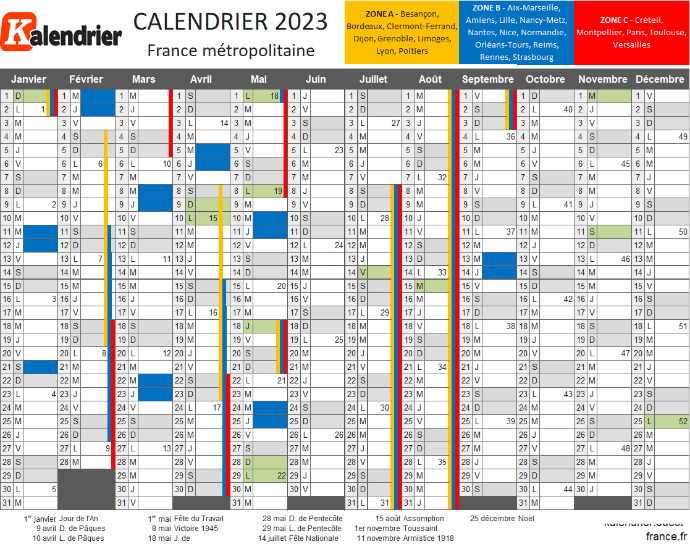 Kalendrier
CALENDRIER 2023
France métropolitaine
ZONE A - Besançon,
Bordeaux, Clermont-Ferrand,
Dijon, Grenoble, Limoges,
Lyon, Poitiers
ZONE B - Aix-Marseille,
Amiens, Lille, Nancy-Metz,
Nantes, Nice, Normandie,
Orléans-Tours, Reims,
Rennes, Strasbourg
ZONE C - Créteil,
Montpellier, Paris, Toulouse,
Versailles
Janvier Février Mars Avril Mai Juin Juillet Août Septembre Octobre Novembre Décembre
1 D 1 M 1 M 1 S 1 L 18 1 J 1 S 1 M 1 V 1 D 1 M 1 V
2 L 1 2 J 2 J 2 D 2 M 2 V 2 D 2 M 2 S 2 L 40 2 J 2 S
3 M 3 V 3 V 3 L 14 3 M 3 S 3 L 27 3 J 3 D 3 M 3 V 3 D
4 M 4 S 4 S 4 M 4 J 4 D 4 M 4 V 4 L 36 4 M 4 S 4 L 49
5 J 5 D 5 D 5 M 5 V 5 L 23 5 M 5 S 5 M 5 J 5 D 5 M
6 V 6 L 6 6 L 10 6 J 6 S 6 M 6 J 6 D 6 M 6 V 6 L 45 6 M
7 S 7 M 7 M 7 V 7 D 7 M 7 V 7 L 32 7 J 7 S 7 M 7 J
8 D 8 M 8 M 8 S 8 L 19 8 J 8 S 8 M 8 V 8 D 8 M 8 V
9 L 2 9 J 9 J 9 D 9 M 9 V 9 D 9 M 9 S 9 L 41 9 J 9 S
10 M 10 V 10 V 10 L 15 10 M 10 S 10 L 28 10 J 10 D 10 M 10 V 10 D
11 M 11 S 11 S 11 M 11 J 11 D 11 M 11 V 11 L 37 11 M 11 S 11 L 50
12 J 12 D 12 D 12 M 12 V 12 L 24 12 M 12 S 12 M 12 J 12 D 12 M
13 V 13 L 7 13 L 11 13 J 13 S 13 M 13 J 13 D 13 M 13 V 13 L 46 13 M
14 S 14 M 14 M 14 V 14 D 14 M 14 V 14 L 33 14 J 14 S 14 M 14 J
15 D 15 M 15 M 15 S 15 L 20 15 J 15 S 15 M 15 V 15 D 15 M 15 V
16 L 3 16 J 16 J 16 D 16 M 16 V 16 D 16 M 16 S 16 L 42 16 J 16 S
17 M 17 V 17 V 17 L 16 17 M 17 S 17 L 29 17 J 17 D 17 M 17 V 17 D
18 M 18 S 18 S 18 M 18 J 18 D 18 M 18 V 18 L 38 18 M 18 S 18 L 51
19 J 19 D 19 D 19 M 19 V 19 L 25 19 M 19 S 19 M 19 J 19 D 19 M
20 V 20 L 8 20 L 12 20 J 20 S 20 M 20 J 20 D 20 M 20 V 20 L 47 20 M
21 S 21 M 21 M 21 V 21 D 21 M 21 V 21 L 34 21 J 21 S 21 M 21 J
22 D 22 M 22 M 22 S 22 L 21 22 J 22 S 22 M 22 V 22 D 22 M 22 V
23 L 4 23 J 23 J 23 D 23 M 23 V 23 D 23 M 23 S 23 L 43 23 J 23 S
24 M 24 V 24 V 24 L 17 24 M 24 S 24 L 30 24 J 24 D 24 M 24 V 24 D
25 M 25 S 25 S 25 M 25 J 25 D 25 M 25 V 25 L 39 25 M 25 S 25 L 52
26 J 26 D 26 D 26 M 26 V 26 L 26 26 M 26 S 26 M 26 J 26 D 26 M
27 V 27 L 9 27 L 13 27 J 27 S 27 M 27 J 27 D 27 M 27 V 27 L 48 27 M
28 S 28 M 28 M 28 V 28 D 28 M 28 V 28 L 35 28 J 28 S 28 M 28 J
29 D 29 M 29 S 29 L 22 29 J 29 S 29 M 29 V 29 D 29 M 29 V
30 L 5 30 J 30 D 30 M 30 V 30 D 30 M 30 S 30 L 44 30 J 30 S
31 M 31 V 31 M 31 L 31 31 J 31 M 31 D
1er janvier Jour de l'An 1er mai Fête du Travail 28 mai D. de Pentecôte 15 août Assomption 25 décembre Noël
9 avril D. de Pâques 8 mai Victoire 1945 29 mai L. de Pentecôte 1er novembre Toussaint
10 avril L. de Pâques 18 mai J. de 14 juillet Fête Nationale 11 novembre Armistice 1918
kalendrier.ouest
france.fr